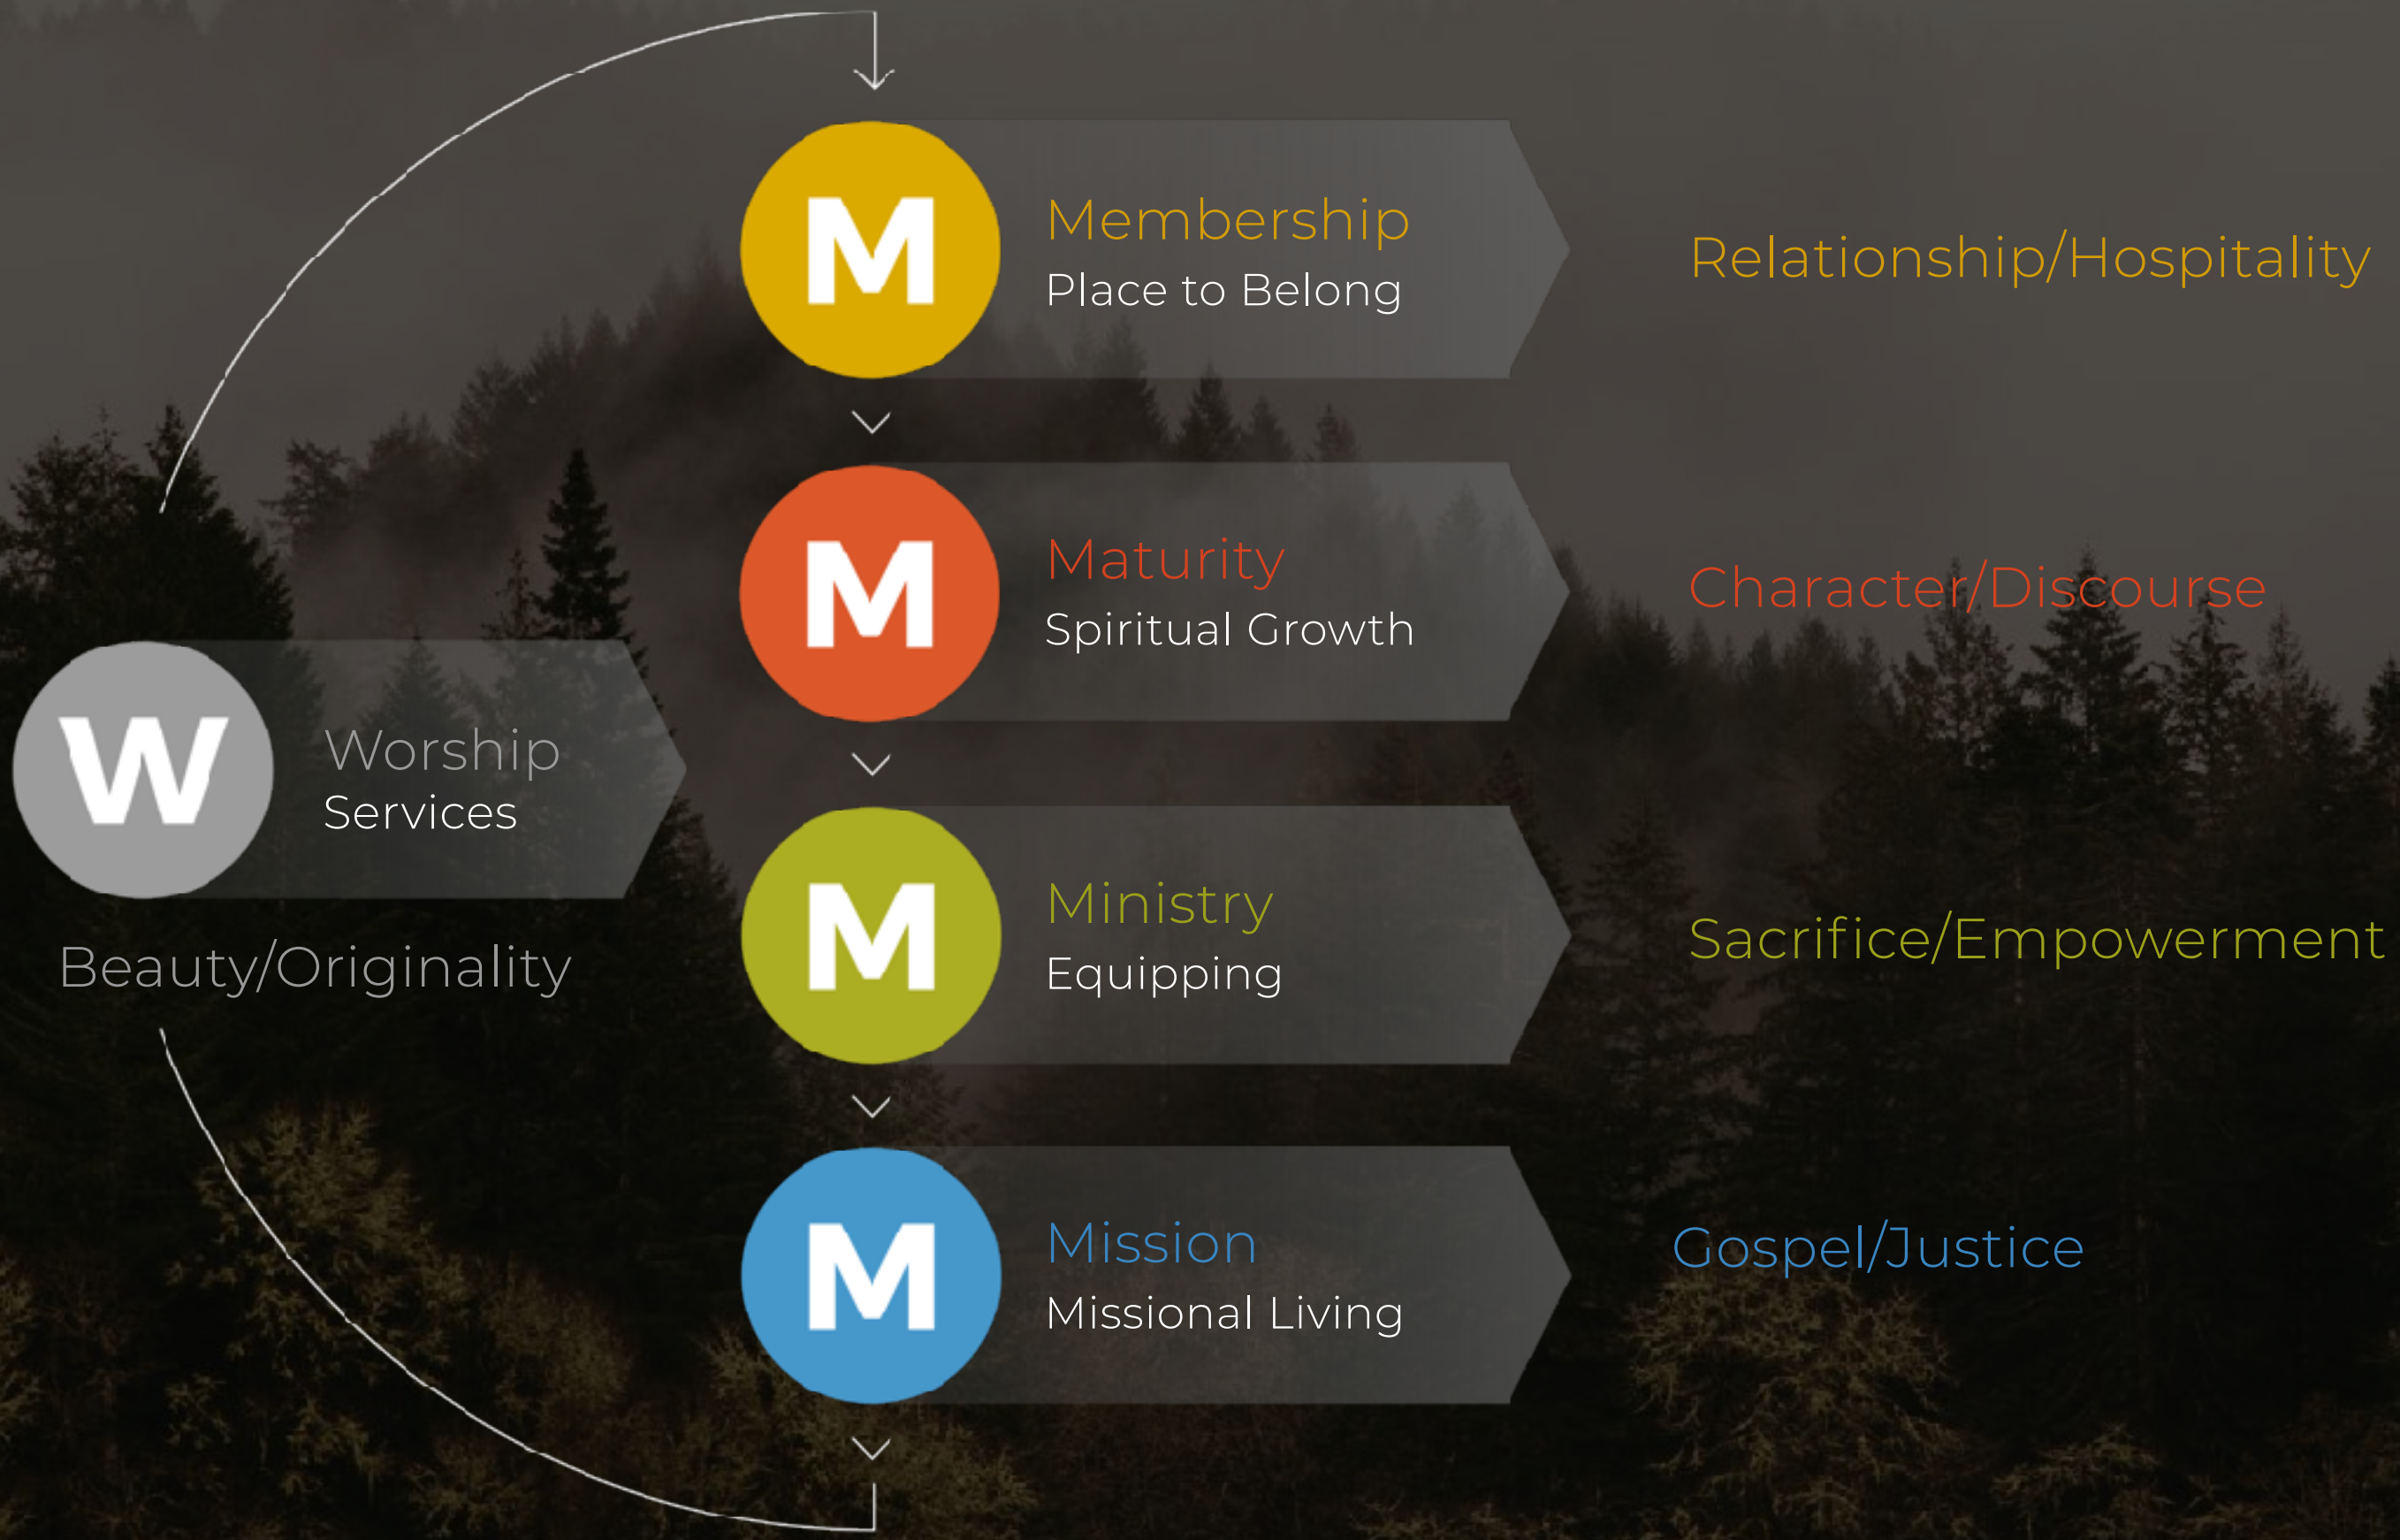 M
Membership
Place to Belong
Relationship/Hospitality
M
Maturity
Spiritual Growth
Character/Discourse
W
Worship
Services
Beauty/Originality
M
Ministry
Equipping
Sacrifice/Empowerment
M
Mission
Missional Living
Gospel/Justice